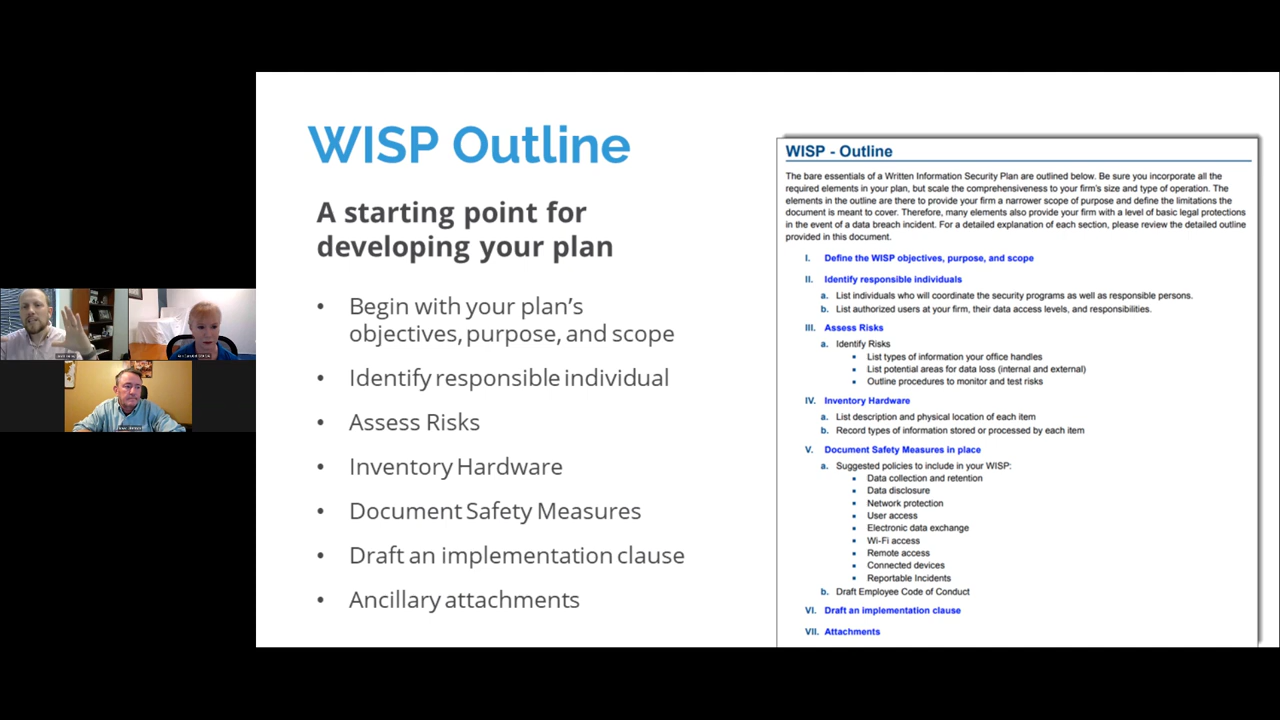 WISP Outline
A starting point for
developing your plan
• Begin with your plan's
objectives, purpose, and scope
• Identify responsible individual
• Assess Risks
• Inventory Hardware
• Document Safety Measures
• Draft an implementation clause
• Ancillary attachments
WISP - Outline
The bare essentials of a Written Information Security Plan are outlined below. Be sure you incorporate all the
required elements in your plan, but scale the comprehensiveness to your firm's size and type of operation. The
elements in the outline are there to provide your firm a narrower scope of purpose and define the limitations the
document is meant to cover. Therefore, many elements also provide your firm with a level of basic legal protections
in the event of a data breach incident. For a detailed explanation of each section, please review the detailed outline
provided in this document.
I. Define the WISP objectives, purpose, and scope
II. Identify responsible individuals
a. List individuals who will coordinate the security programs as well as responsible persons.
b. List authorized users at your firm, their data access levels, and responsibilities.
III. Assess Risks
a. Identify Risks
▪ List types of information your office handles
▪ List potential areas for data loss (internal and external)
▪ Outline procedures to monitor and test risks
IV. Inventory Hardware
a. List description and physical location of each item
b. Record types of information stored or processed by each item
V. Document Safety Measures in place
a. Suggested policies to include in your WISP:
▪ Data collection and retention
▪ Data disclosure
▪ Network protection
▪ User access
▪ Electronic data exchange
▪ Wi-Fi access
▪ Remote access
▪ Connected devices
▪ Reportable Incidents
b. Draft Employee Code of Conduct
VI. Draft an implementation clause
VII. Attachments